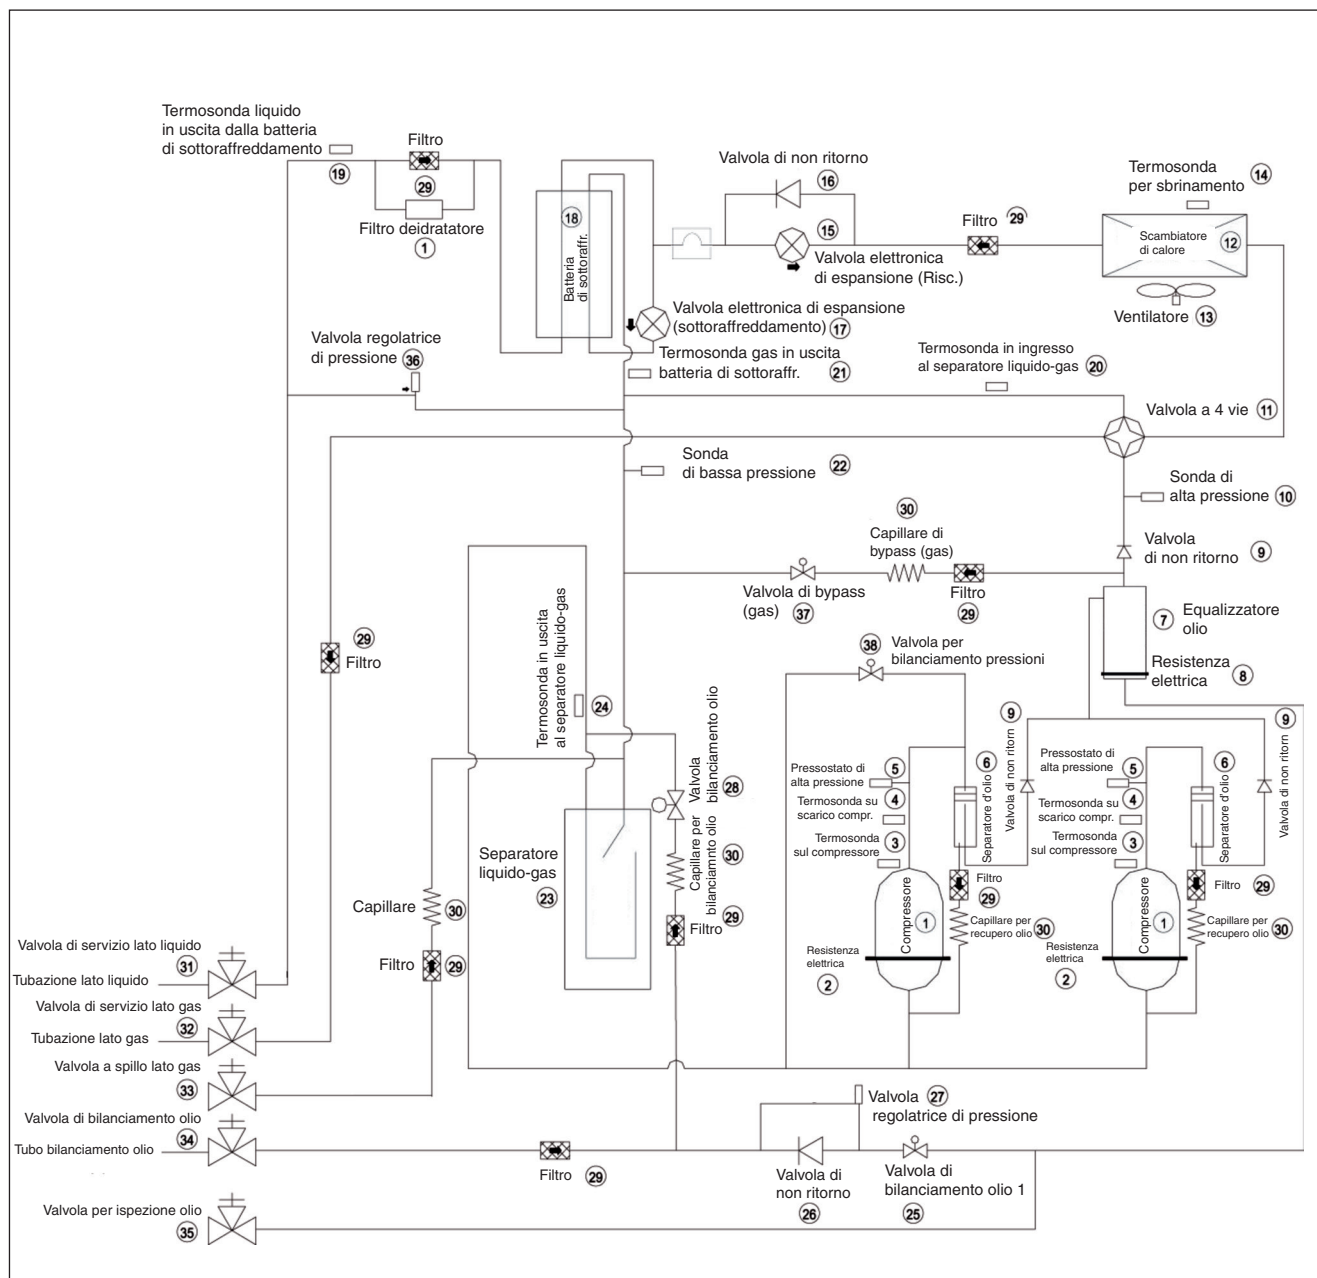 Termosonda liquido
in uscita dalla batteria
di sottoraffreddamento
19
Filtro
29
Filtro deidratatore
1
18
Batteria
di sottoraffr.
Valvola di non ritorno
16
15
Valvola elettronica
di espansione (Risc.)
Filtro
29
Termosonda
per sbrinamento
14
Scambiatore
di calore
12
Ventilatore
13
Valvola elettronica di espansione
(sottoraffreddamento)
17
Valvola regolatrice
di pressione
36
Termosonda gas in uscita
batteria di sottoraffr.
21
Termosonda in ingresso
al separatore liquido-gas
20
Valvola a 4 vie
11
Sonda
di bassa pressione
22
Sonda di
alta pressione
10
30
Capillare di
bypass (gas)
Valvola
di non ritorno
9
Valvola di bypass
(gas)
37
Filtro
29
7
Equalizzatore
olio
Resistenza
elettrica
8
29
Filtro
Termosonda in uscita
al separatore liquido-gas
24
38
Valvola per
bilanciamento pressioni
Valvola
bilanciamento olio
28
Capillare per
bilanciamnto olio
30
Filtro
29
Separatore
liquido-gas
23
Capillare
30
Filtro
29
Pressostato di
alta pressione
5
Termosonda su
scarico compr.
4
Termosonda
sul compressore
3
6
Separatore d'olio
9
Valvola di non ritorn
Compressore
1
Filtro
29
Capillare per
recupero olio
30
Resistenza
elettrica
2
Pressostato di
alta pressione
5
Termosonda su
scarico compr.
4
Termosonda
sul compressore
3
6
Separatore d'olio
9
Valvola di non ritorn
Compressore
1
Filtro
29
Capillare per
recupero olio
30
Resistenza
elettrica
2
Valvola di servizio lato liquido
31
Tubazione lato liquido
Valvola di servizio lato gas
32
Tubazione lato gas
Valvola a spillo lato gas
33
Valvola di bilanciamento olio
34
Tubo bilanciamento olio
Valvola per ispezione olio
35
Filtro
29
Valvola
27
regolatrice di pressione
Valvola di
non ritorno
26
Valvola di
bilanciamento olio 1
25